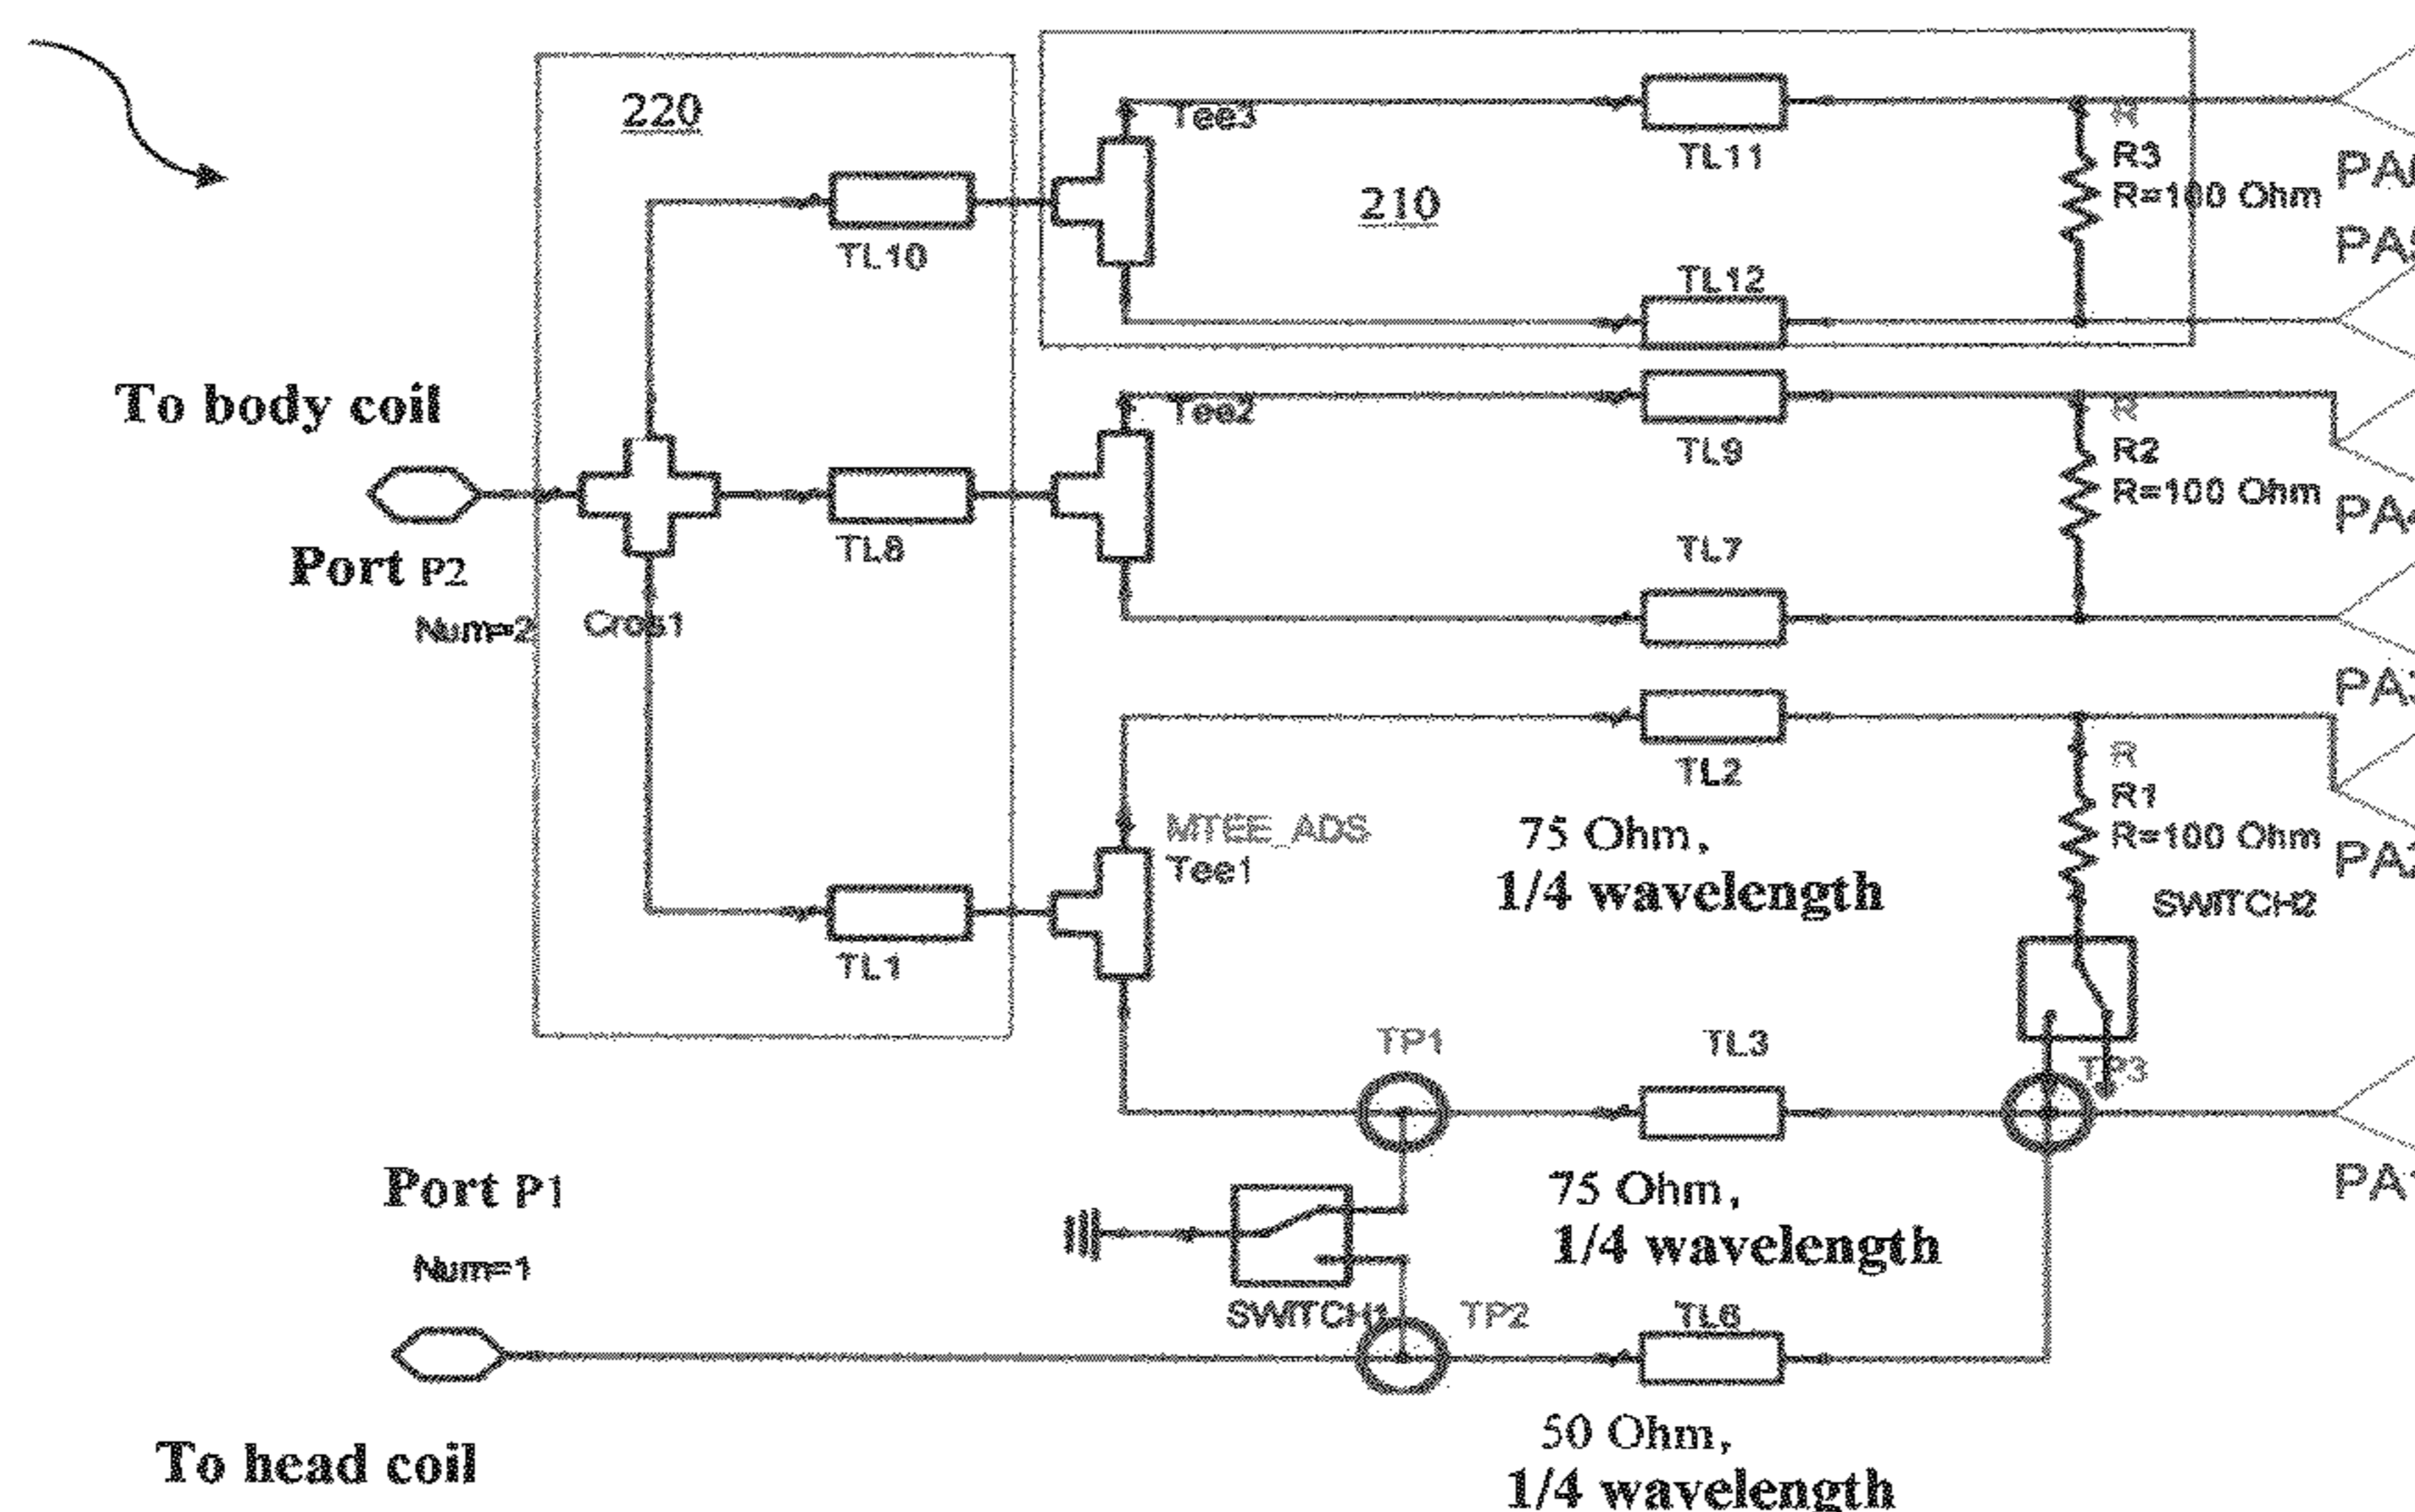 220
Tee3
TL11
R
R3
R=100 Ohm
210
TL10
TL12
To body coil
Tee2
TL9
R
R2
R=100 Ohm
TL8
TL7
Port P2
Num=2
Cros1
TL2
R
R1
R=100 Ohm
MTEE_ADS
Tee1
75 Ohm,
1/4 wavelength
SWITCH2
TL1
TP1
TL3
TP3
Port P1
75 Ohm,
1/4 wavelength
Num=1
SWITCH1
TP2
TL6
To head coil
50 Ohm,
1/4 wavelength